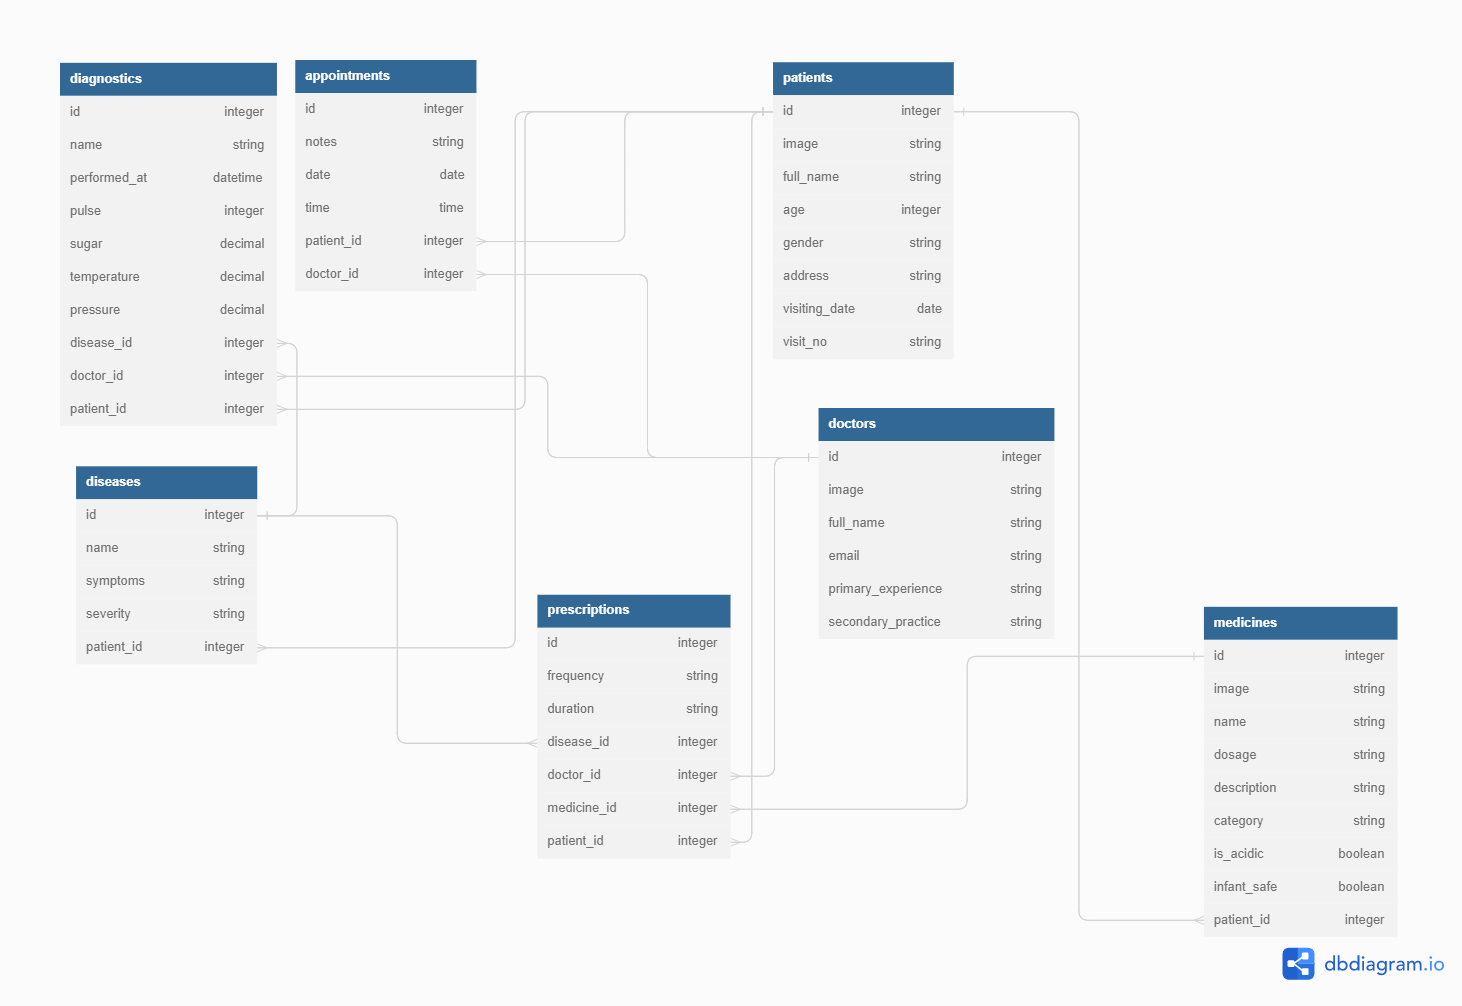 diagnostics
id integer
name string
performed_at datetime
pulse integer
sugar decimal
temperature decimal
pressure decimal
disease_id integer
doctor_id integer
patient_id integer
appointments
id integer
notes string
date date
time time
patient_id integer
doctor_id integer
patients
id integer
image string
full_name string
age integer
gender string
address string
visiting_date date
visit_no string
doctors
id integer
image string
full_name string
email string
primary_experience string
secondary_practice string
diseases
id integer
name string
symptoms string
severity string
patient_id integer
prescriptions
id integer
frequency string
duration string
disease_id integer
doctor_id integer
medicine_id integer
patient_id integer
medicines
id integer
image string
name string
dosage string
description string
category string
is_acidic boolean
infant_safe boolean
patient_id integer
dbdiagram.io